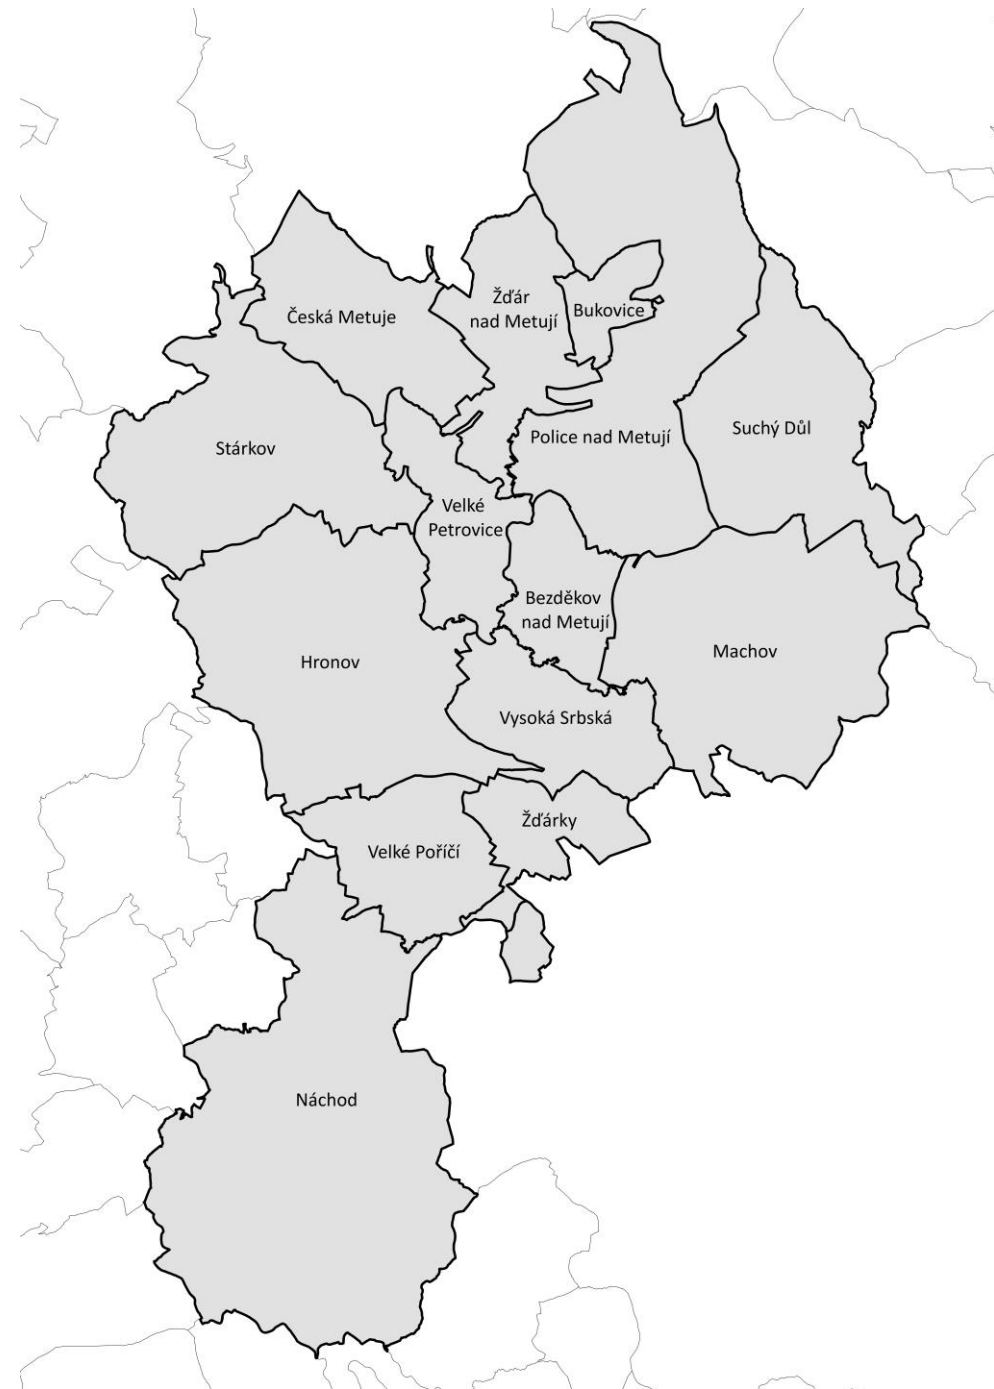 Žďár
nad Metují
Bukovice
Česká Metuje
Suchý Důl
Police nad Metují
Stárkov
Velké
Petrovice
Bezděkov
nad Metují
Machov
Hronov
Vysoká Srbská
Žďárky
Velké Poříčí
Náchod